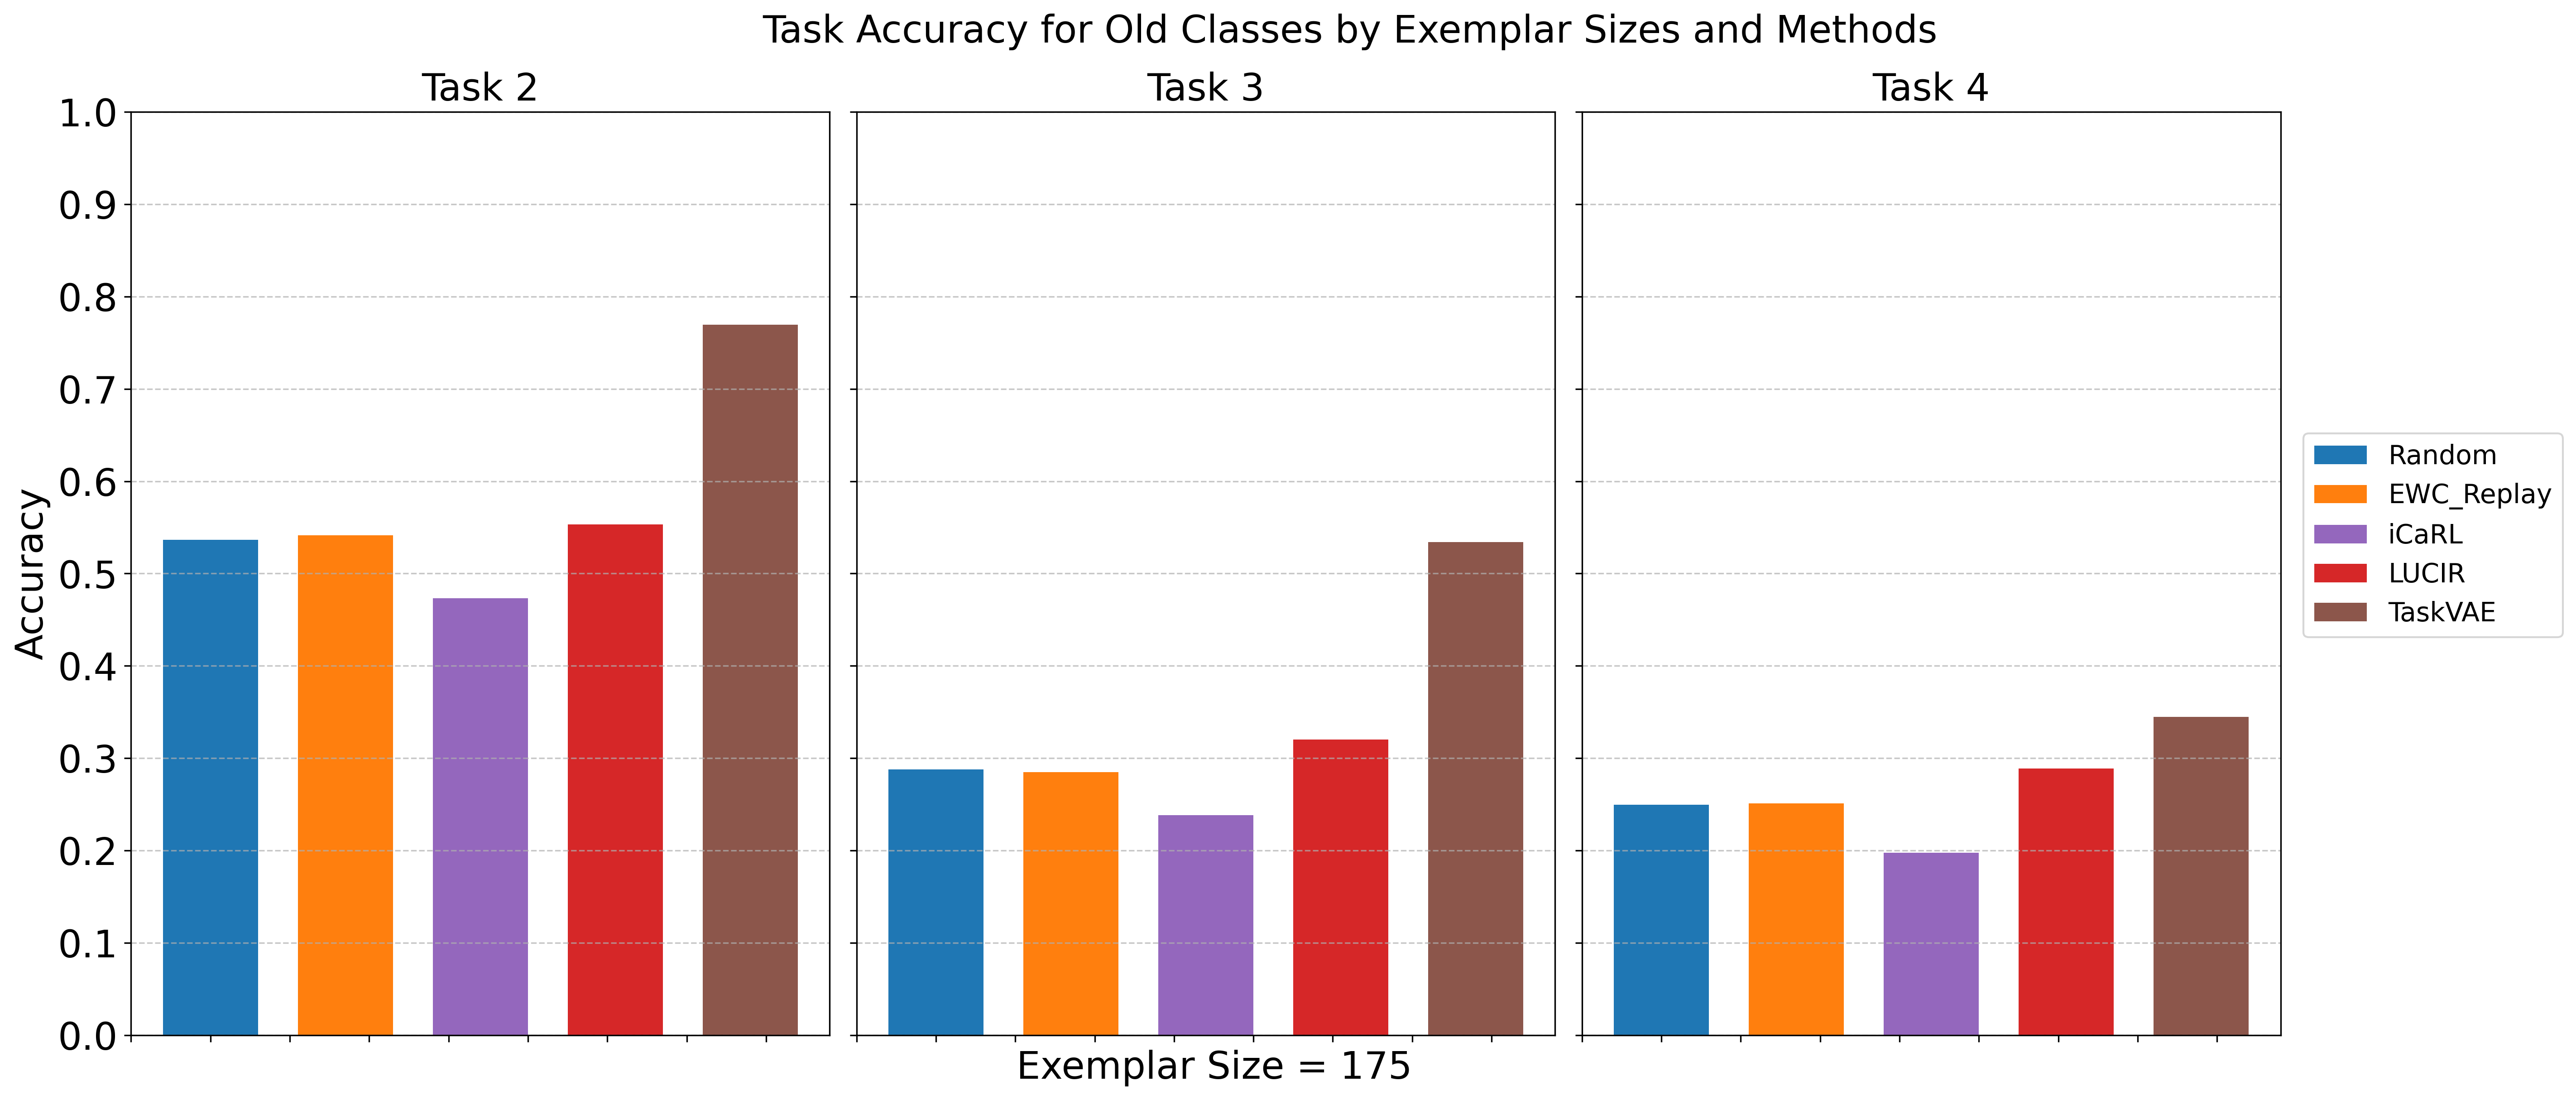 Task Accuracy for Old Classes by Exemplar Sizes and Methods
Task 2
Task 3
Task 4
1.0
0.9
0.8
0.7
0.6
0.5
0.4
0.3
0.2
0.1
0.0
Accuracy
Exemplar Size = 175
Random
EWC_Replay
iCaRL
LUCIR
TaskVAE